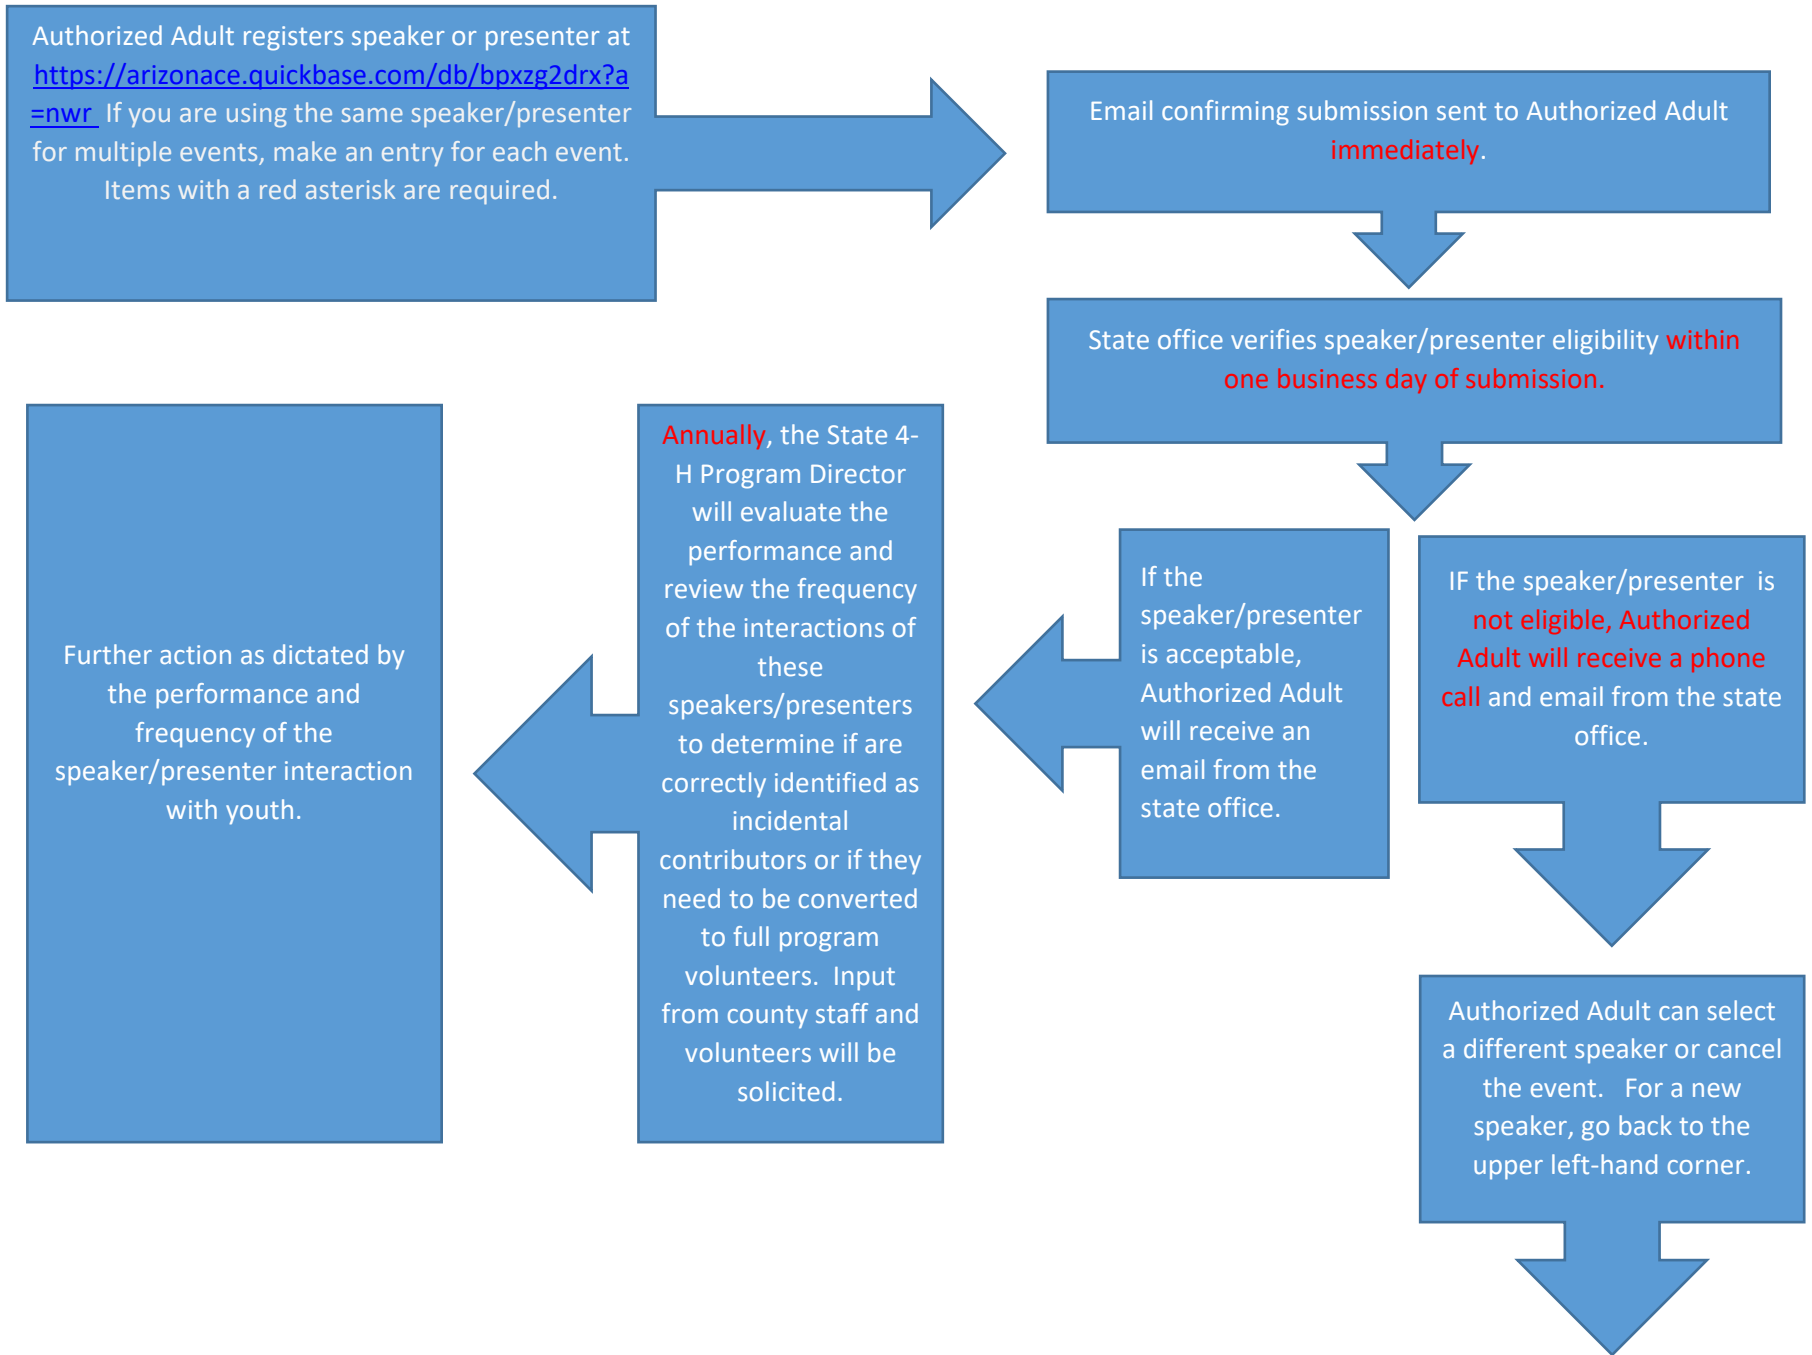 Authorized Adult registers speaker or presenter at
https://arizonace.quickbase.com/db/bpxzg2drx?a
=nwr  If you are using the same speaker/presenter
for multiple events, make an entry for each event.
Items with a red asterisk are required.
Email confirming submission sent to Authorized Adult
immediately.
State office verifies speaker/presenter eligibility within
one business day of submission.
If the
speaker/presenter
is acceptable,
Authorized Adult
will receive an
email from the
state office.
IF the speaker/presenter  is
not eligible, Authorized
Adult will receive a phone
call and email from the state
office.
Authorized Adult can select
a different speaker or cancel
the event.   For a new
speaker, go back to the
upper left-hand corner.
Annually, the State 4-
H Program Director
will evaluate the
performance and
review the frequency
of the interactions of
these
speakers/presenters
to determine if are
correctly identified as
incidental
contributors or if they
need to be converted
to full program
volunteers.  Input
from county staff and
volunteers will be
solicited.
Further action as dictated by
the performance and
frequency of the
speaker/presenter interaction
with youth.